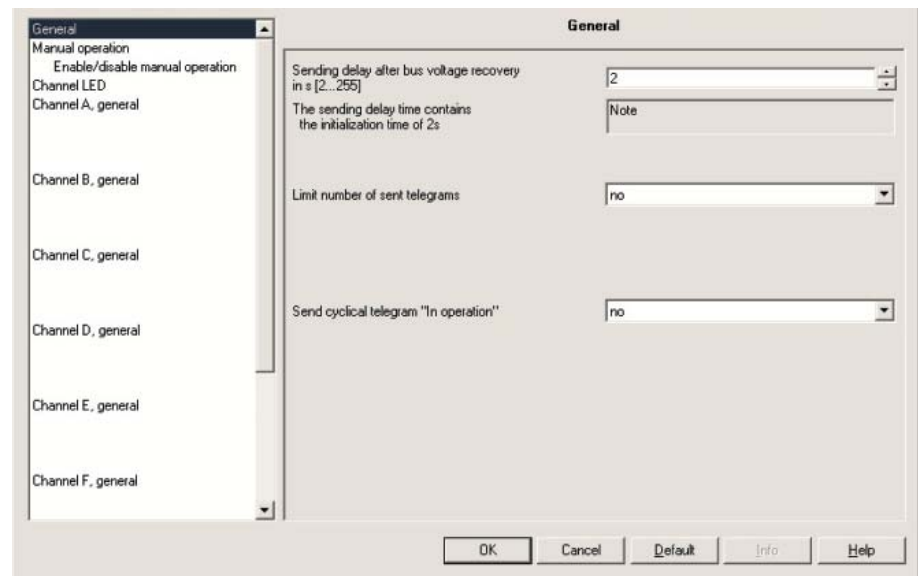 General
Manual operation
Enable/disable manual operation
Channel LED
Channel A, general
Channel B, general
Channel C, general
Channel D, general
Channel E, general
Channel F, general
General
Sending delay after bus voltage recovery
in s [2...255]
2
The sending delay time contains
the initialization time of 2s
Note
Limit number of sent telegrams
no
Send cyclical telegram "In operation"
no
OK
Cancel
Default
Info
Help